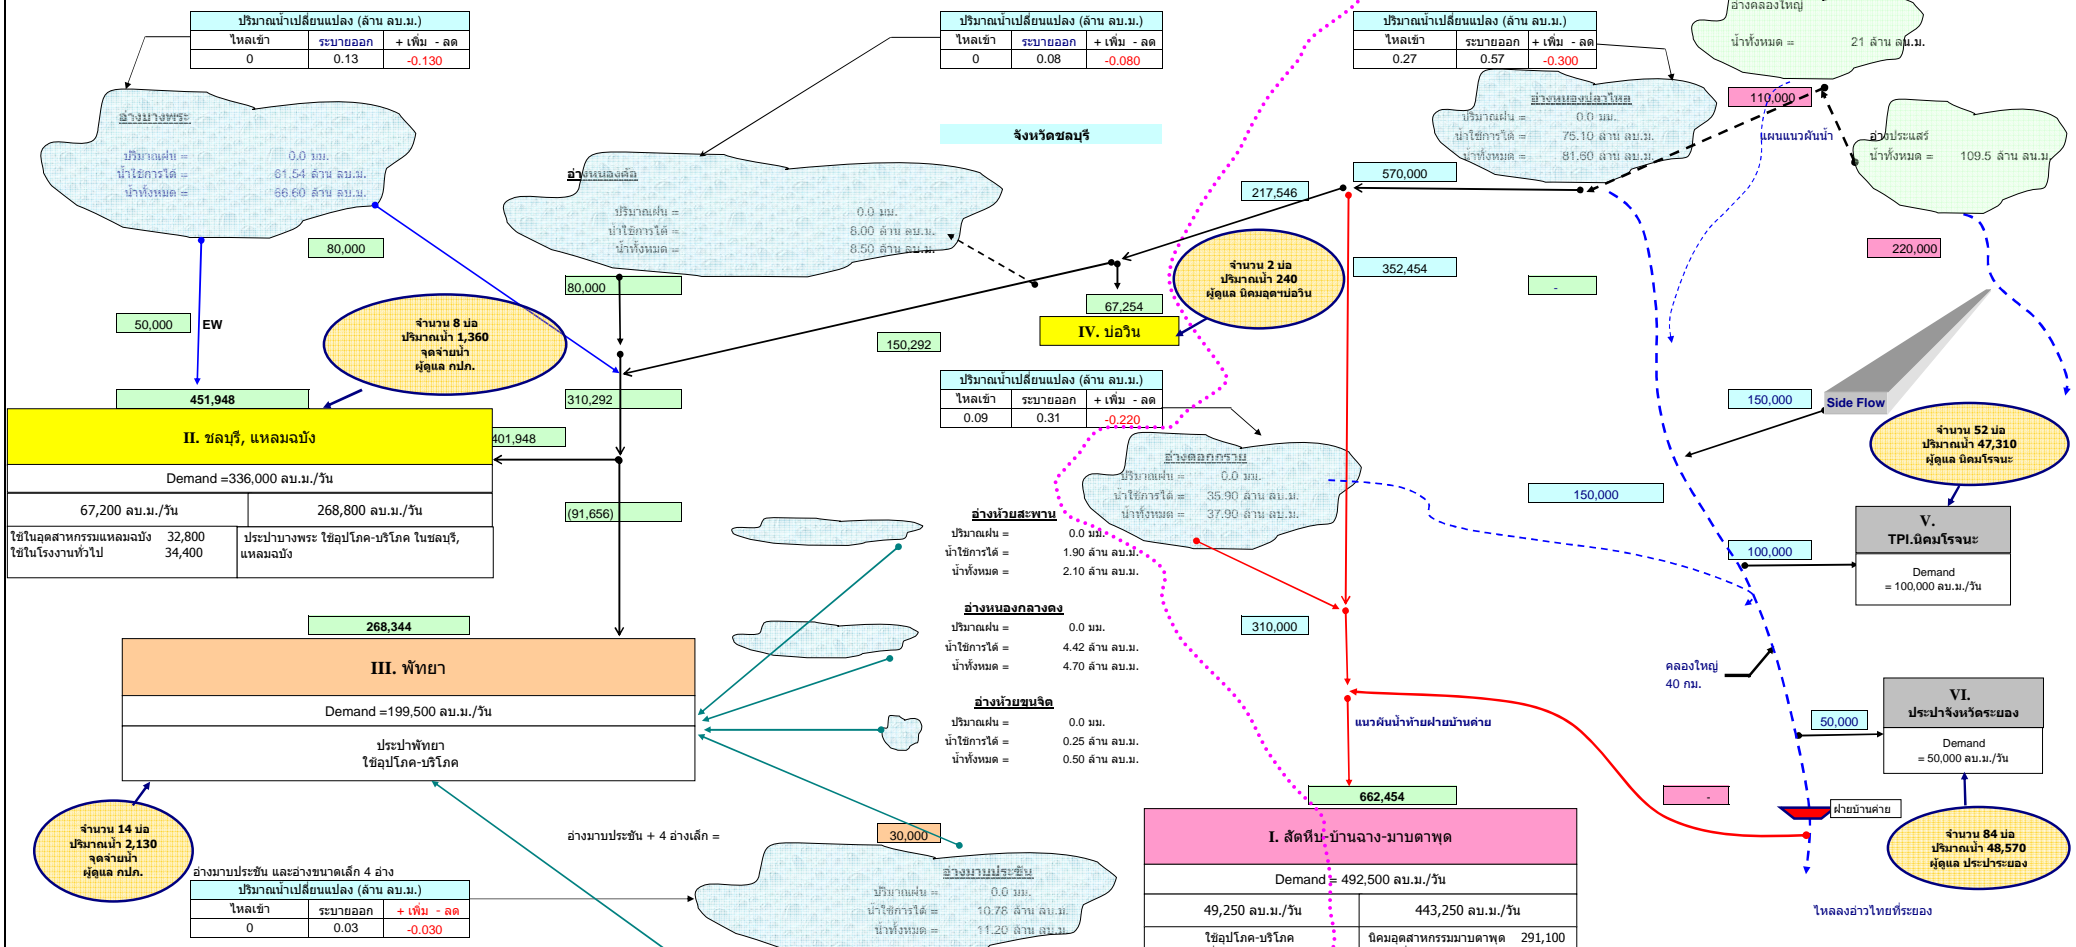 ปริมาณน้ำเปลี่ยนแปลง (ล้าน ลบ.ม.)
ไหลเข้า ระบายออก + เพิ่ม - ลด
0 0.13 -0.130
ปริมาณน้ำเปลี่ยนแปลง (ล้าน ลบ.ม.)
ไหลเข้า ระบายออก + เพิ่ม - ลด
0 0.08 -0.080
ปริมาณน้ำเปลี่ยนแปลง (ล้าน ลบ.ม.)
ไหลเข้า ระบายออก + เพิ่ม - ลด
0.27 0.57 -0.300
อ่างคลองใหญ่
น้ำทั้งหมด = 21 ล้าน ลบ.ม.
อ่างบางพระ
ปริมาณฝน = 0.0 มม.
น้ำใช้การได้ = 61.54 ล้าน ลบ.ม.
น้ำทั้งหมด = 66.60 ล้าน ลบ.ม.
จังหวัดชลบุรี
อ่างหนองค้อ
ปริมาณฝน = 0.0 มม.
น้ำใช้การได้ = 8.00 ล้าน ลบ.ม.
น้ำทั้งหมด = 8.50 ล้าน ลบ.ม.
อ่างหนองปลาไหล
ปริมาณฝน = 0.0 มม.
น้ำใช้การได้ = 75.10 ล้าน ลบ.ม.
น้ำทั้งหมด = 81.60 ล้าน ลบ.ม.
110,000
แผนแนวผันน้ำ
อ่างประแสร์
น้ำทั้งหมด = 109.5 ล้าน ลบ.ม.
570,000
217,546
80,000
352,454
220,000
-
80,000
จำนวน 2 บ่อ
ปริมาณน้ำ 240
ผู้ดูแล นิคมอุตฯบ่อวิน
67,254
IV. บ่อวิน
50,000 EW
จำนวน 8 บ่อ
ปริมาณน้ำ 1,360
จุดจ่ายน้ำ
ผู้ดูแล กปภ.
150,292
451,948
310,292
401,948
(91,656)
II. ชลบุรี, แหลมฉบัง
Demand =336,000 ลบ.ม./วัน
67,200 ลบ.ม./วัน 268,800 ลบ.ม./วัน
ใช้ในอุตสาหกรรมแหลมฉบัง 32,800
ใช้ในโรงงานทั่วไป 34,400
ประปาบางพระ ใช้อุปโภค-บริโภค ในชลบุรี,
แหลมฉบัง
ปริมาณน้ำเปลี่ยนแปลง (ล้าน ลบ.ม.)
ไหลเข้า ระบายออก + เพิ่ม - ลด
0.09 0.31 -0.220
อ่างดอกกราย
ปริมาณฝน = 0.0 มม.
น้ำใช้การได้ = 35.90 ล้าน ลบ.ม.
น้ำทั้งหมด = 37.90 ล้าน ลบ.ม.
150,000
Side Flow
จำนวน 52 บ่อ
ปริมาณน้ำ 47,310
ผู้ดูแล นิคมโรจนะ
150,000
V.
TPI.นิคมโรจนะ
Demand
= 100,000 ลบ.ม./วัน
100,000
อ่างห้วยสะพาน
ปริมาณฝน = 0.0 มม.
น้ำใช้การได้ = 1.90 ล้าน ลบ.ม.
น้ำทั้งหมด = 2.10 ล้าน ลบ.ม.
อ่างหนองกลางดง
ปริมาณฝน = 0.0 มม.
น้ำใช้การได้ = 4.42 ล้าน ลบ.ม.
น้ำทั้งหมด = 4.70 ล้าน ลบ.ม.
อ่างห้วยขุนจิต
ปริมาณฝน = 0.0 มม.
น้ำใช้การได้ = 0.25 ล้าน ลบ.ม.
น้ำทั้งหมด = 0.50 ล้าน ลบ.ม.
310,000
268,344
III. พัทยา
Demand =199,500 ลบ.ม./วัน
ประปาพัทยา
ใช้อุปโภค-บริโภค
คลองใหญ่
40 กม.
VI.
ประปาจังหวัดระยอง
Demand
= 50,000 ลบ.ม./วัน
50,000
แนวผันน้ำท้ายฝายบ้านค่าย
-
ฝายบ้านค่าย
จำนวน 84 บ่อ
ปริมาณน้ำ 48,570
ผู้ดูแล ประปาระยอง
ไหลลงอ่าวไทยที่ระยอง
จำนวน 14 บ่อ
ปริมาณน้ำ 2,130
จุดจ่ายน้ำ
ผู้ดูแล กปภ.
อ่างมาบประชัน + 4 อ่างเล็ก = 30,000
อ่างมาบประชัน และอ่างขนาดเล็ก 4 อ่าง
ปริมาณน้ำเปลี่ยนแปลง (ล้าน ลบ.ม.)
ไหลเข้า ระบายออก + เพิ่ม - ลด
0 0.03 -0.030
อ่างมาบประชัน
ปริมาณฝน = 0.0 มม.
น้ำใช้การได้ = 10.78 ล้าน ลบ.ม.
น้ำทั้งหมด = 11.20 ล้าน ลบ.ม.
662,454
I. สัตหีบ-บ้านฉาง-มาบตาพุด
Demand = 492,500 ลบ.ม./วัน
49,250 ลบ.ม./วัน 443,250 ลบ.ม./วัน
ใช้อุปโภค-บริโภค นิคมอุตสาหกรรมมาบตาพุด 291,100